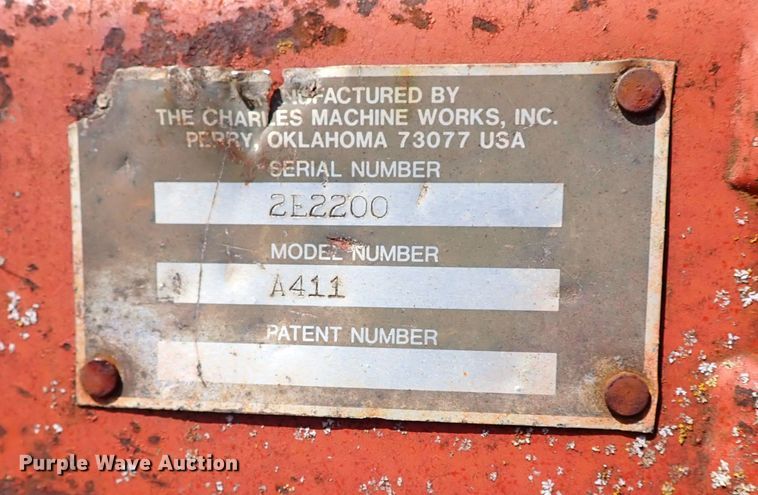 MANUFACTURED BY
THE CHARLES MACHINE WORKS, INC.
PERRY, OKLAHOMA 73077 USA
SERIAL NUMBER
2E2200
MODEL NUMBER
A411
PATENT NUMBER
Purple Wave Auction